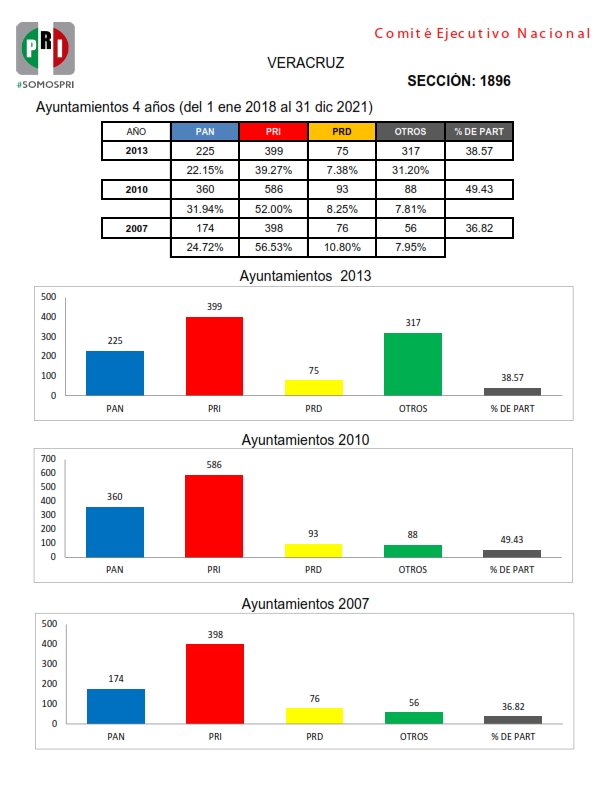 Comité Ejecutivo Nacional
PRI
#SOMOSPRI
VERACRUZ
SECCIÓN: 1896
Ayuntamientos 4 años (del 1 ene 2018 al 31 dic 2021)
AÑO PAN PRI PRD OTROS % DE PART
2013 225 399 75 317 38.57
22.15% 39.27% 7.38% 31.20%
2010 360 586 93 88 49.43
31.94% 52.00% 8.25% 7.81%
2007 174 398 76 56 36.82
24.72% 56.53% 10.80% 7.95%
Ayuntamientos 2013
500
400
300
200
100
0
225 399 75 317 38.57
PAN PRI PRD OTROS % DE PART
Ayuntamientos 2010
700
600
500
400
300
200
100
0
360 586 93 88 49.43
PAN PRI PRD OTROS % DE PART
Ayuntamientos 2007
500
400
300
200
100
0
174 398 76 56 36.82
PAN PRI PRD OTROS % DE PART